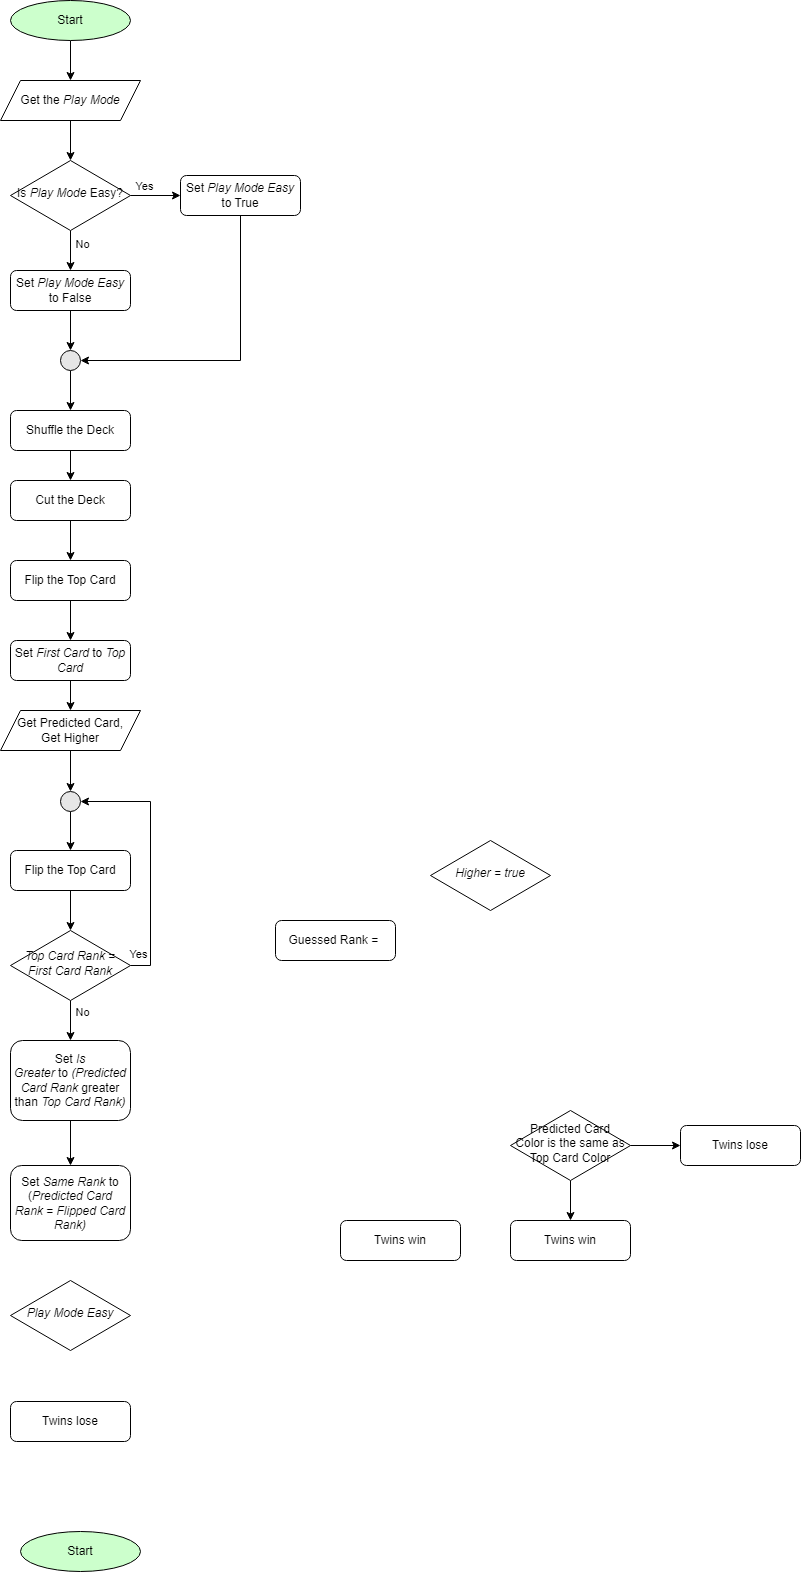 Start
Get the Play Mode
Is Play Mode Easy?
Yes
Set Play Mode Easy
to True
No
Set Play Mode Easy
to False
Shuffle the Deck
Cut the Deck
Flip the Top Card
Set First Card to Top
Card
Get Predicted Card,
Get Higher
Flip the Top Card
Higher = true
Guessed Rank =
Top Card Rank =
First Card Rank
Yes
No
Set Is
Greater to (Predicted
Card Rank greater
than Top Card Rank)
Predicted Card
Color is the same as
Top Card Color
Twins lose
Set Same Rank to
(Predicted Card
Rank = Flipped Card
Rank)
Twins win
Twins win
Play Mode Easy
Twins lose
Start